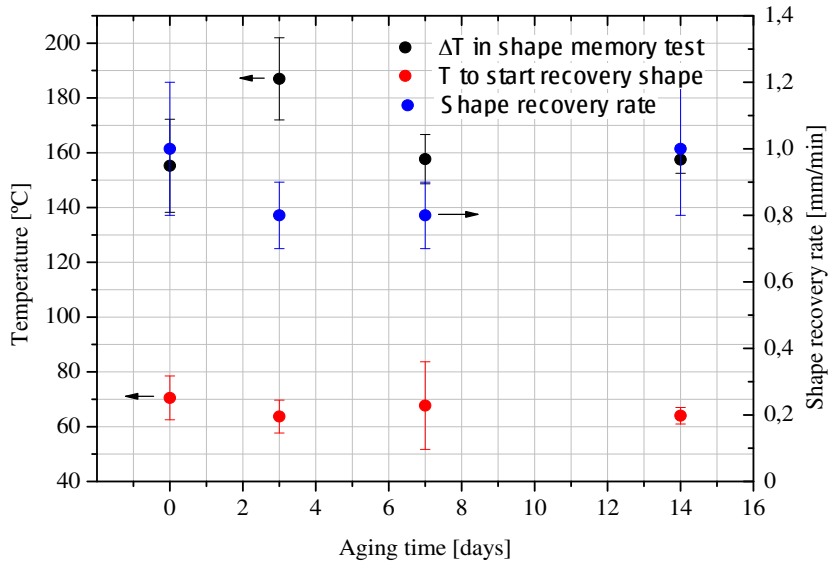 ΔT in shape memory test
T to start recovery shape
Shape recovery rate
Temperature [ºC]
200
180
160
140
120
100
80
60
40
1,4
1,2
1,0
0,8
0,6
0,4
0,2
0
Shape recovery rate [mm/min]
0 2 4 6 8 10 12 14 16
Aging time [days]